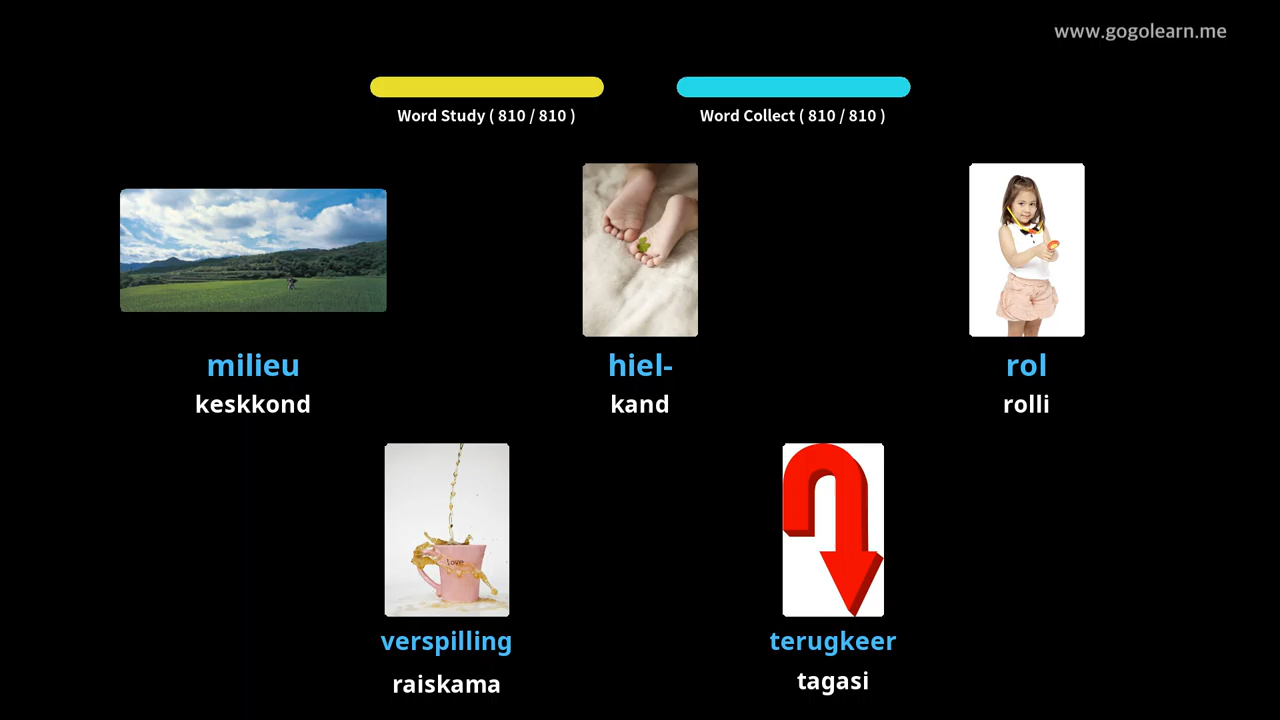 www.gogolearn.me
Word Study ( 810 / 810 )
Word Collect ( 810 / 810 )
milieu
keskkond
hiel-
kand
rol
rolli
love
verspilling
raiskama
terugkeer
tagasi